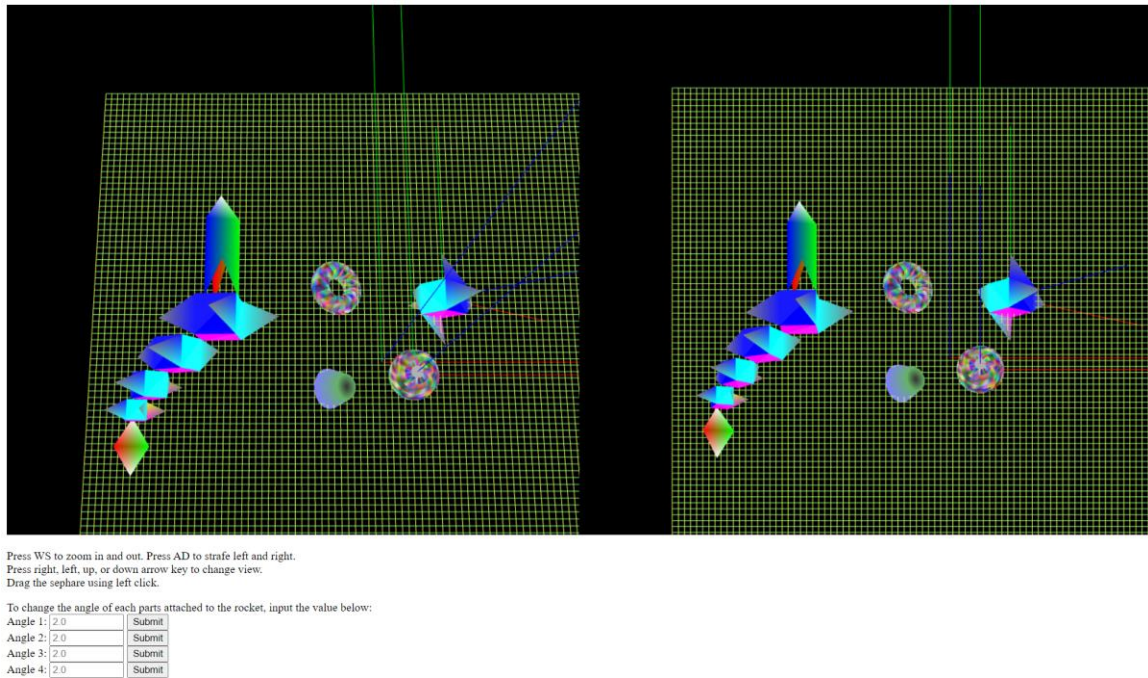 Press WS to zoom in and out. Press AD to strafe left and right.
Press right, left, up, or down arrow key to change view.
Drag the sephare using left click.
To change the angle of each parts attached to the rocket, input the value below:
Angle 1: 2.0 Submit
Angle 2: 2.0 Submit
Angle 3: 2.0 Submit
Angle 4: 2.0 Submit